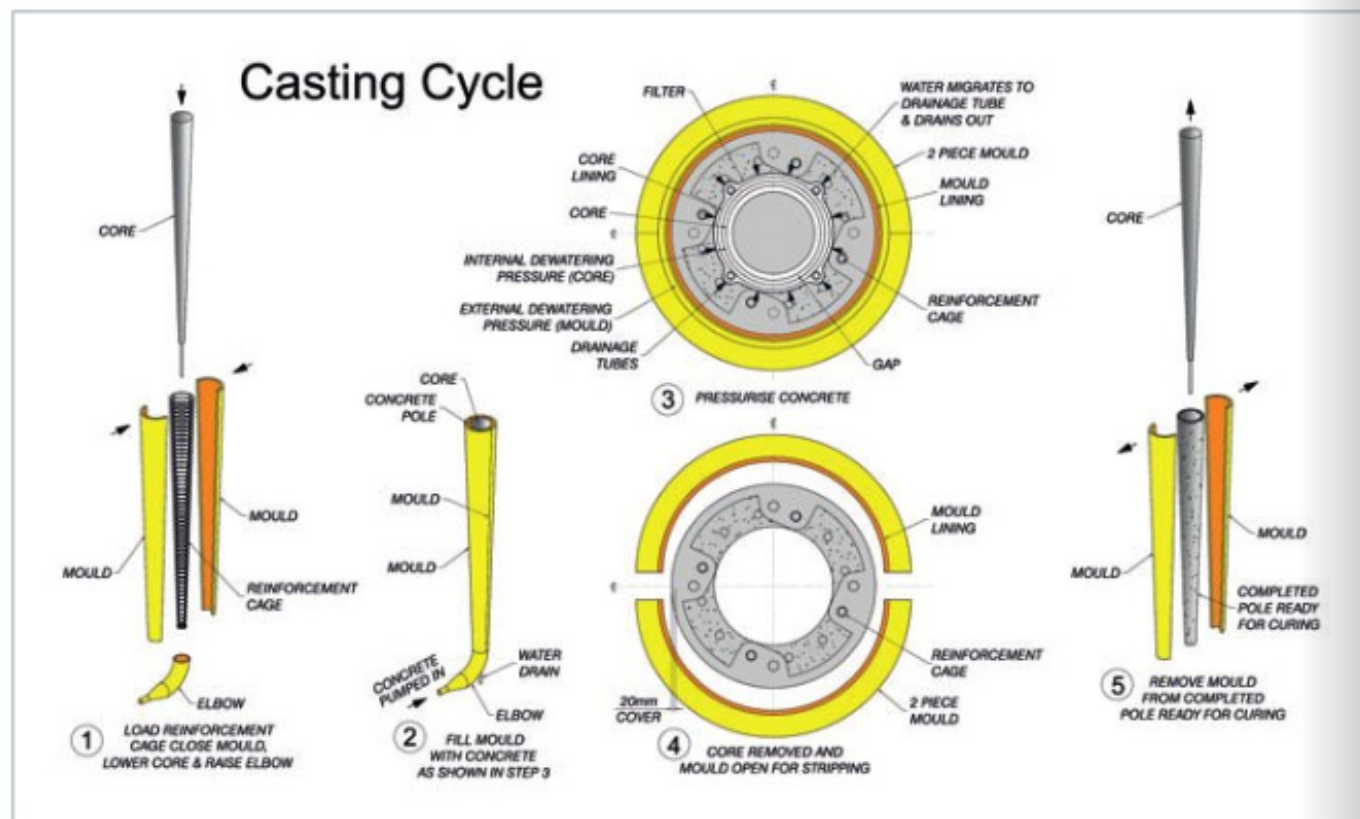 Casting Cycle
CORE
MOULD
MOULD
REINFORCEMENT
CAGE
ELBOW
1
LOAD REINFORCEMENT
CAGE CLOSE MOULD,
LOWER CORE & RAISE ELBOW
CORE
CONCRETE
POLE
MOULD
MOULD
CONCRETE
PUMPED IN
WATER
DRAIN
ELBOW
2
FILL MOULD
WITH CONCRETE
AS SHOWN IN STEP 3
FILTER
CORE
LINING
CORE
INTERNAL DEWATERING
PRESSURE (CORE)
EXTERNAL DEWATERING
PRESSURE (MOULD)
DRAINAGE
TUBES
WATER MIGRATES TO
DRAINAGE TUBE
& DRAINS OUT
2 PIECE MOULD
MOULD
LINING
REINFORCEMENT
CAGE
GAP
3
PRESSURISE CONCRETE
MOULD
LINING
REINFORCEMENT
CAGE
2 PIECE
MOULD
20mm
COVER
4
CORE REMOVED AND
MOULD OPEN FOR STRIPPING
CORE
MOULD
MOULD
COMPLETED
POLE READY
FOR CURING
5
REMOVE MOULD
FROM COMPLETED
POLE READY FOR CURING